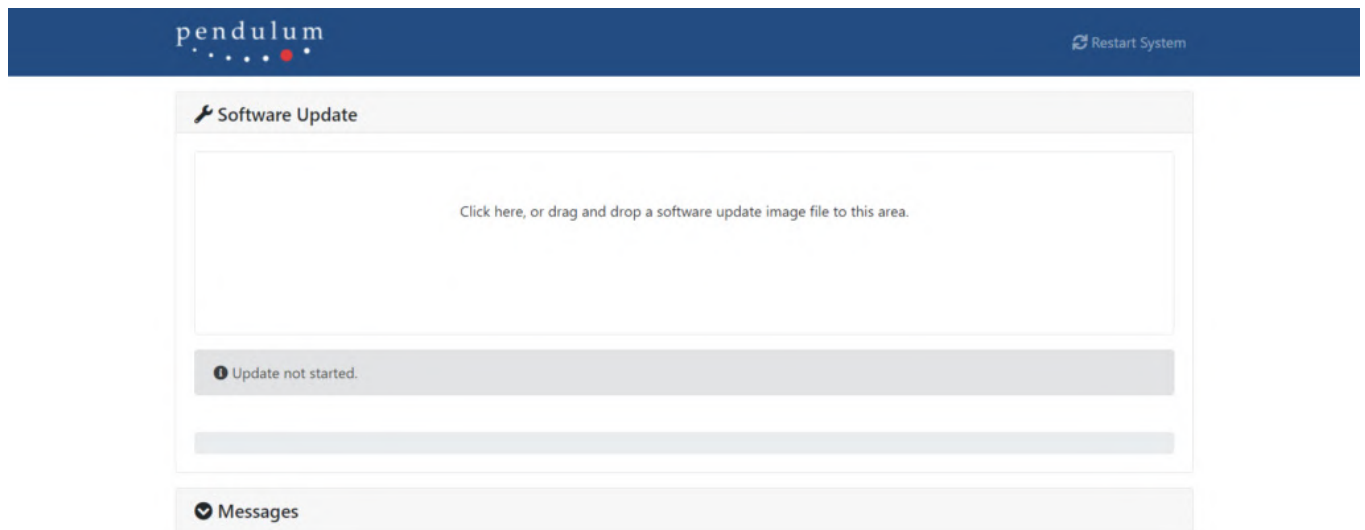 pendulum
Restart System
Software Update
Click here, or drag and drop a software update image file to this area.
Update not started.
Messages